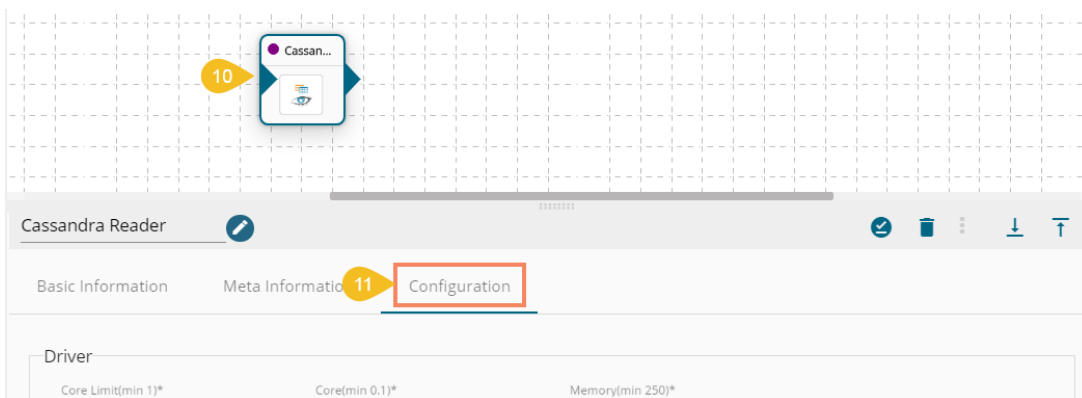 Cassan...
10
Cassandra Reader
Basic Information Meta Informatio 11 Configuration
Driver
Core Limit(min 1)* Core(min 0.1)* Memory(min 250)*